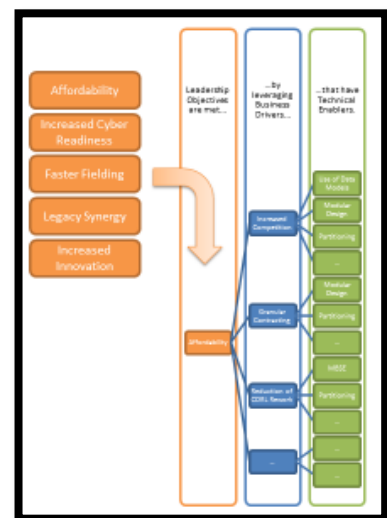 Affordability
Increased Cyber
Readiness
Faster Fielding
Legacy Synergy
Increased
Innovation
Leadership
Objectives
are met...
...by
leveraging
Business
Drivers...
...that have
Technical
Enablers.
Affordability
Increased
Competition
Granular
Contracting
Reduction of
CDRL Rework
...
Use of Data
Models
Modular
Design
Partitioning
...
Modular
Design
Partitioning
...
MBSE
Partitioning
...
...
...